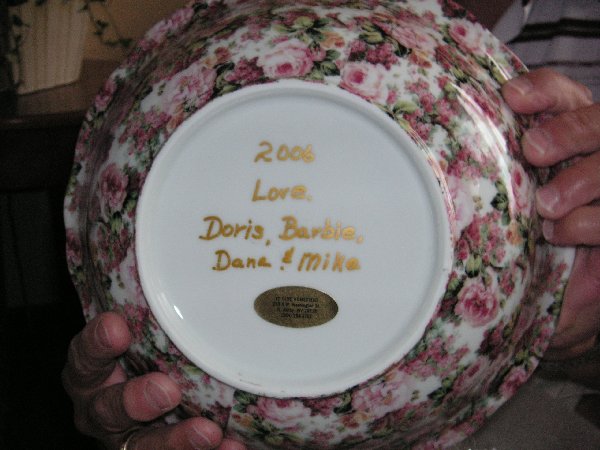 2006
Love.
Doris, Barbie,
Dana & Mike